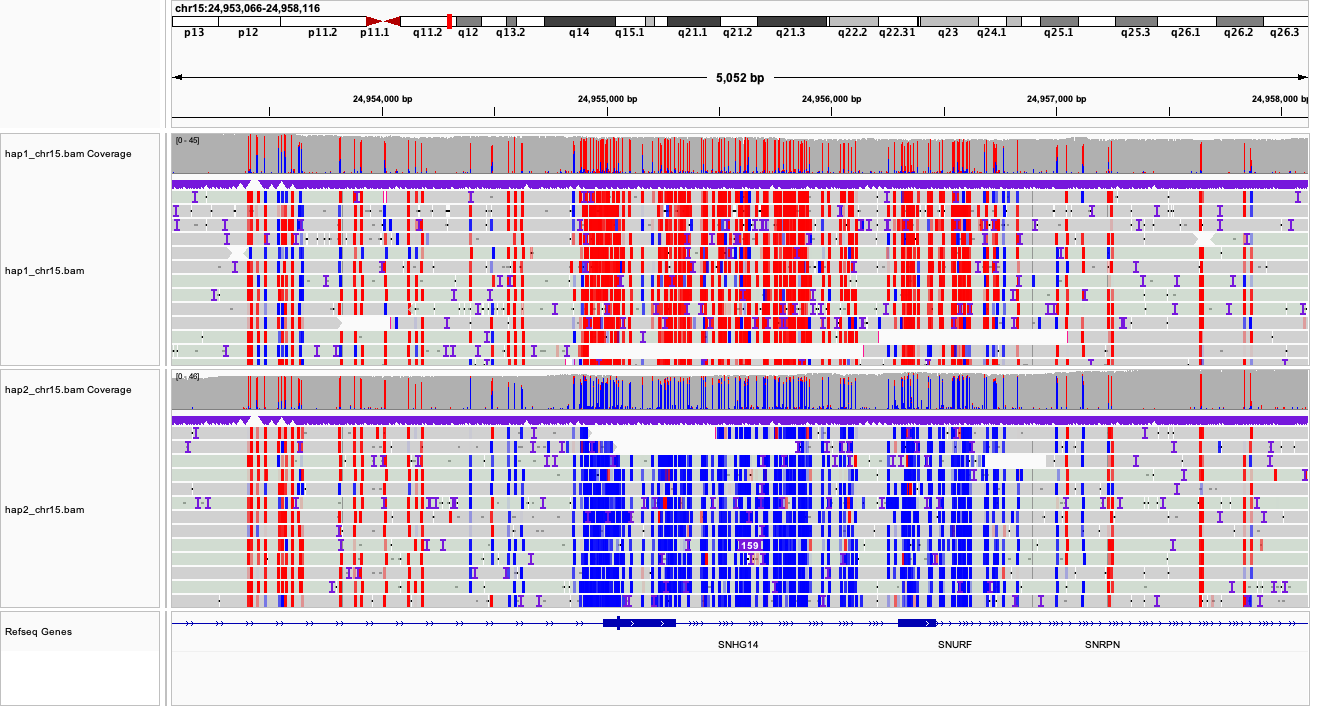 chr15:24,953,066-24,958,116
p13 p12 p11.2 p11.1 q11.2 q12 q13.2 q14 q15.1 q21.1 q21.2 q21.3 q22.2 q22.31 q23 q24.1 q25.1 q25.3 q26.1 q26.2 q26.3
5,052 bp
24,954,000 bp 24,955,000 bp 24,956,000 bp 24,957,000 bp 24,958,000 bp
[0 - 45]
hap1_chr15.bam Coverage
hap1_chr15.bam
[0 - 46]
hap2_chr15.bam Coverage
hap2_chr15.bam
159
Refseq Genes
SNHG14 SNURF SNRPN